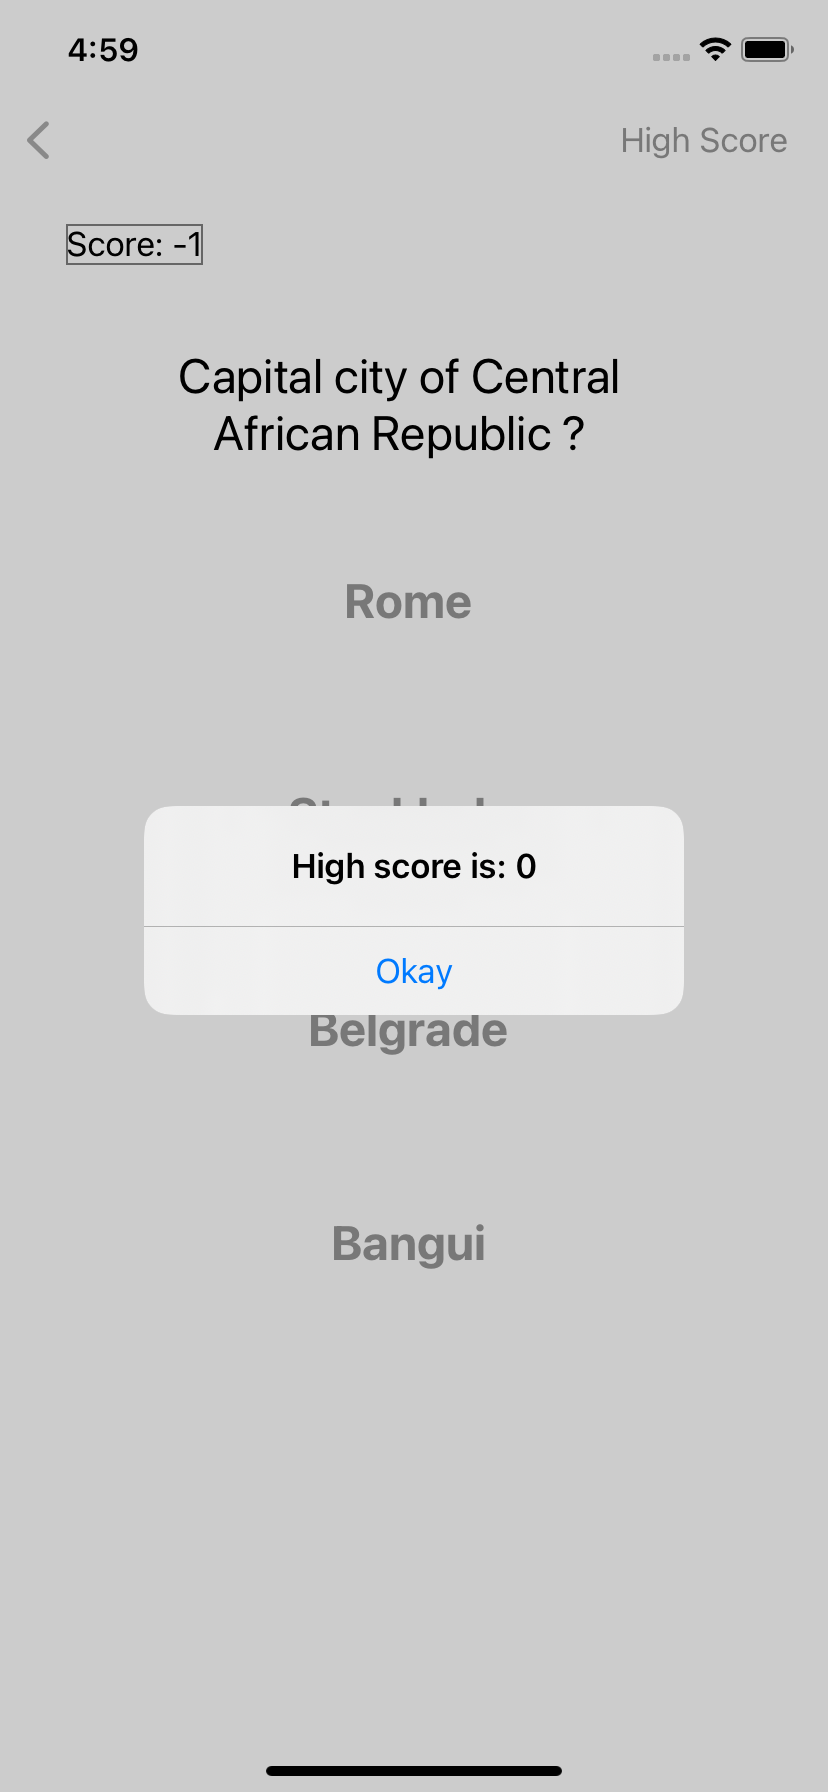 4:59
High Score
Score: -1
Capital city of Central
African Republic ?
Rome
High score is: 0
Okay
Belgrade
Bangui